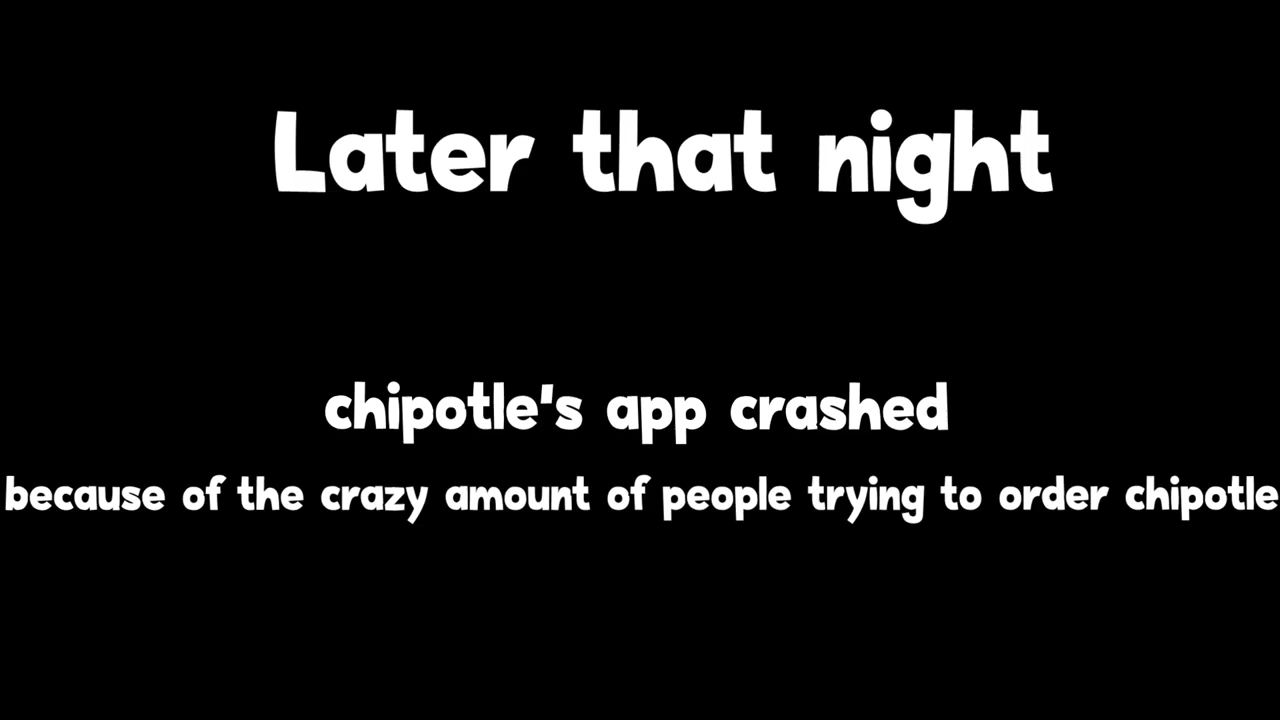 Later that night
chipotle's app crashed
because of the crazy amount of people trying to order chipotle